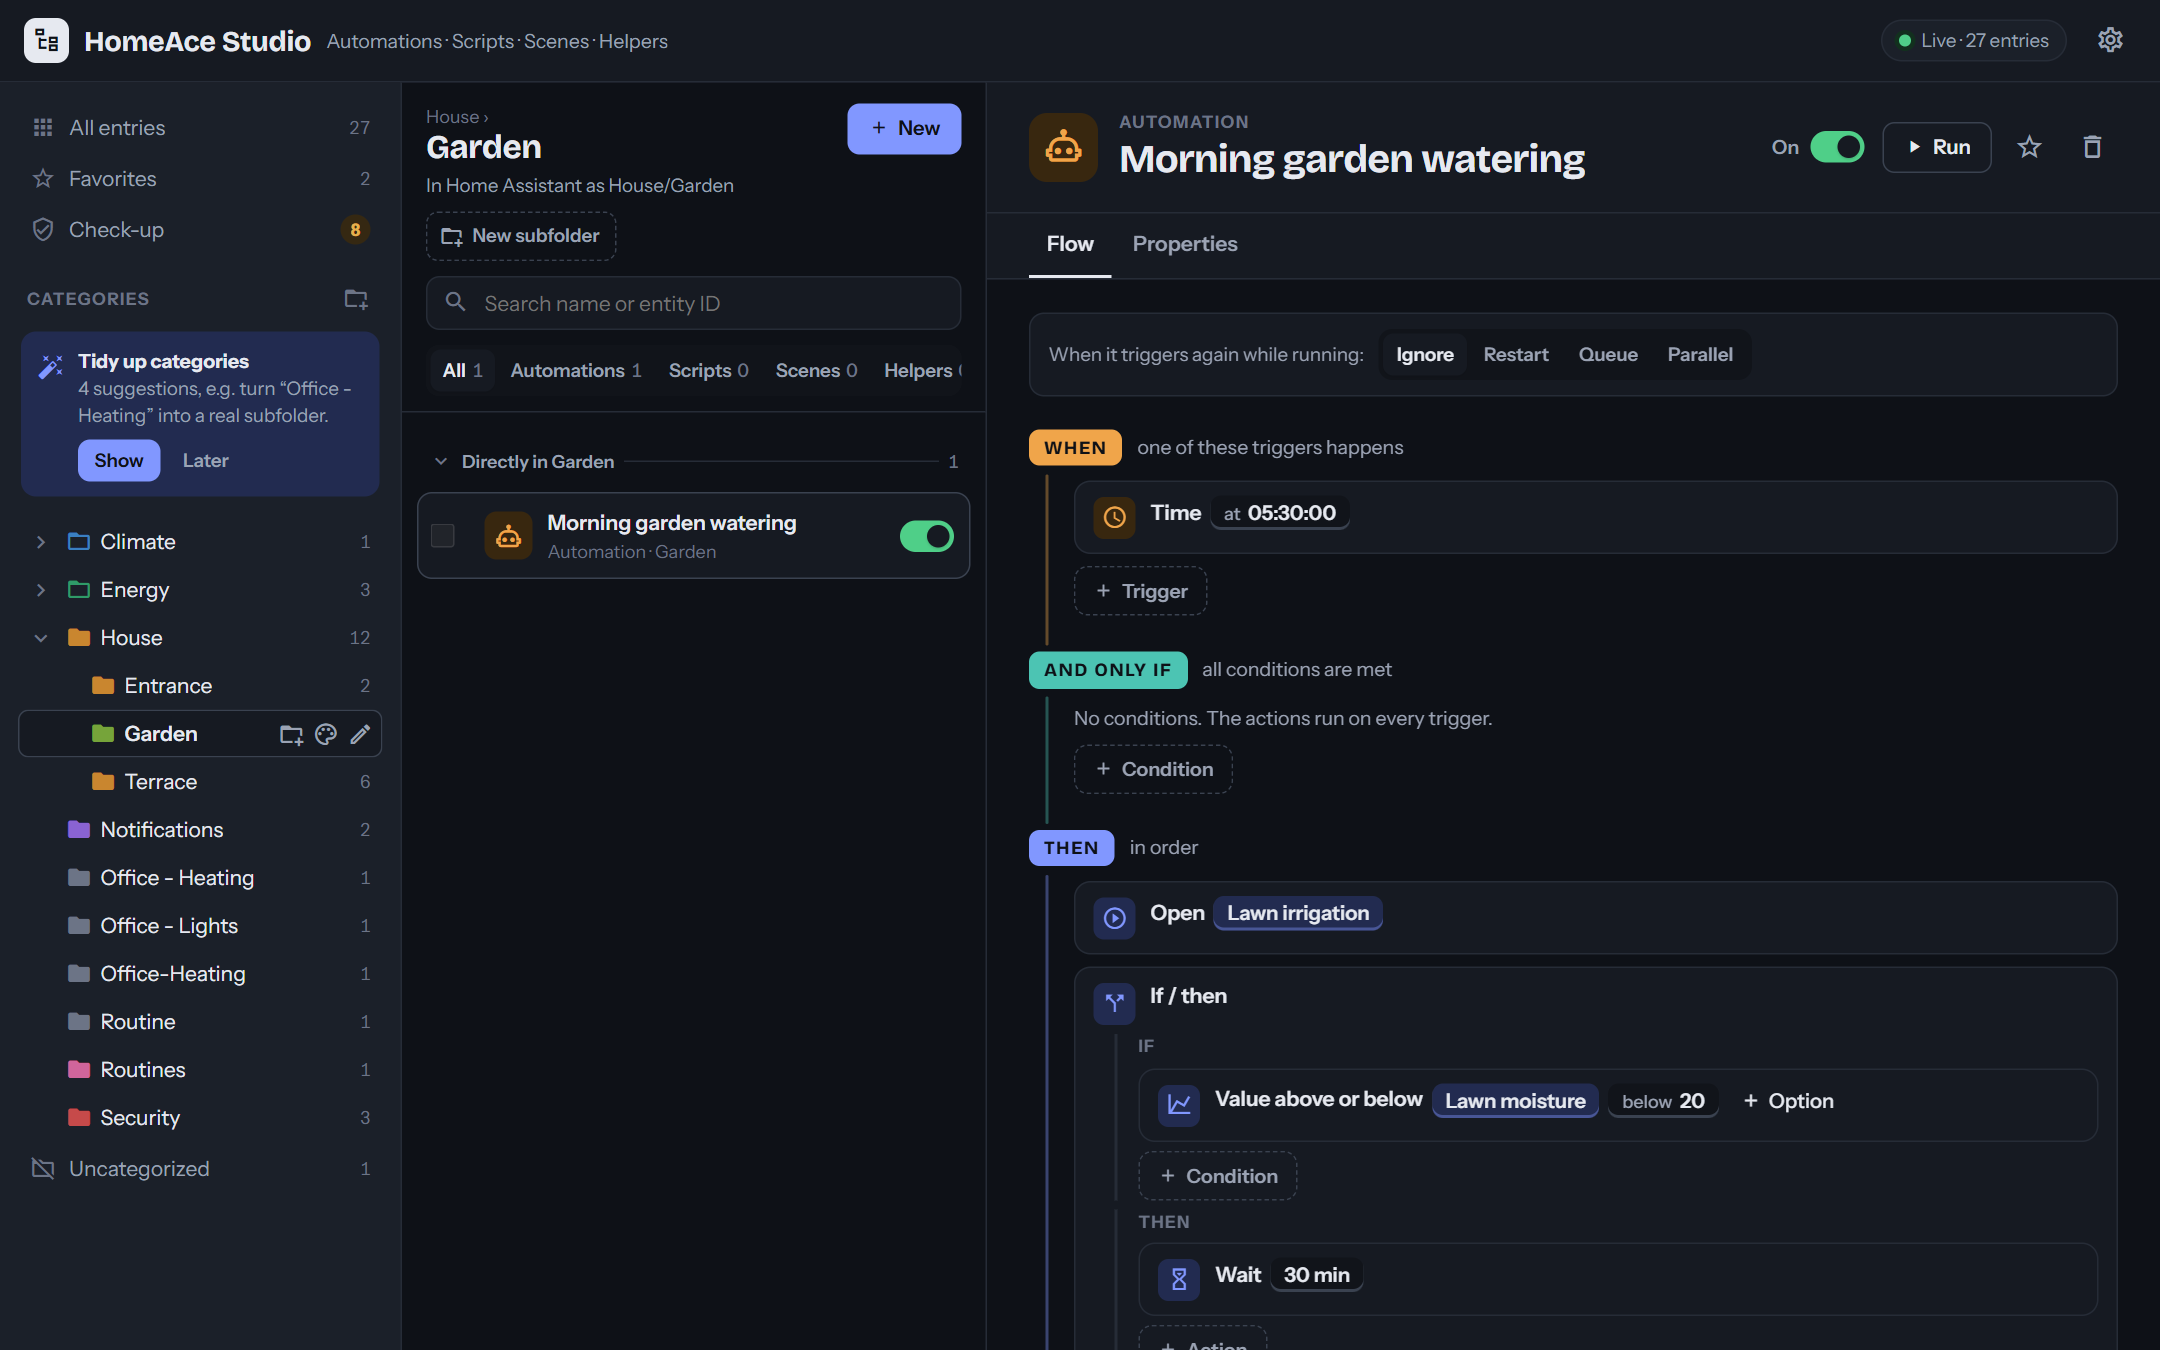 HomeAce Studio Automations · Scripts · Scenes · Helpers
Live · 27 entries
All entries 27
Favorites 2
Check-up 8
CATEGORIES
Tidy up categories
4 suggestions, e.g. turn “Office -
Heating” into a real subfolder.
Show Later
Climate 1
Energy 3
House 12
Entrance 2
Garden
Terrace 6
Notifications 2
Office - Heating 1
Office - Lights 1
Office-Heating 1
Routine 1
Routines 1
Security 3
Uncategorized 1
House ›
Garden
+ New
In Home Assistant as House/Garden
New subfolder
Search name or entity ID
All 1 Automations 1 Scripts 0 Scenes 0 Helpers
Directly in Garden 1
Morning garden watering
Automation · Garden
AUTOMATION
Morning garden watering
On Run
Flow Properties
When it triggers again while running: Ignore Restart Queue Parallel
WHEN one of these triggers happens
Time at 05:30:00
+ Trigger
AND ONLY IF all conditions are met
No conditions. The actions run on every trigger.
+ Condition
THEN in order
Open Lawn irrigation
If / then
IF
Value above or below Lawn moisture below 20 + Option
+ Condition
THEN
Wait 30 min
+ Action